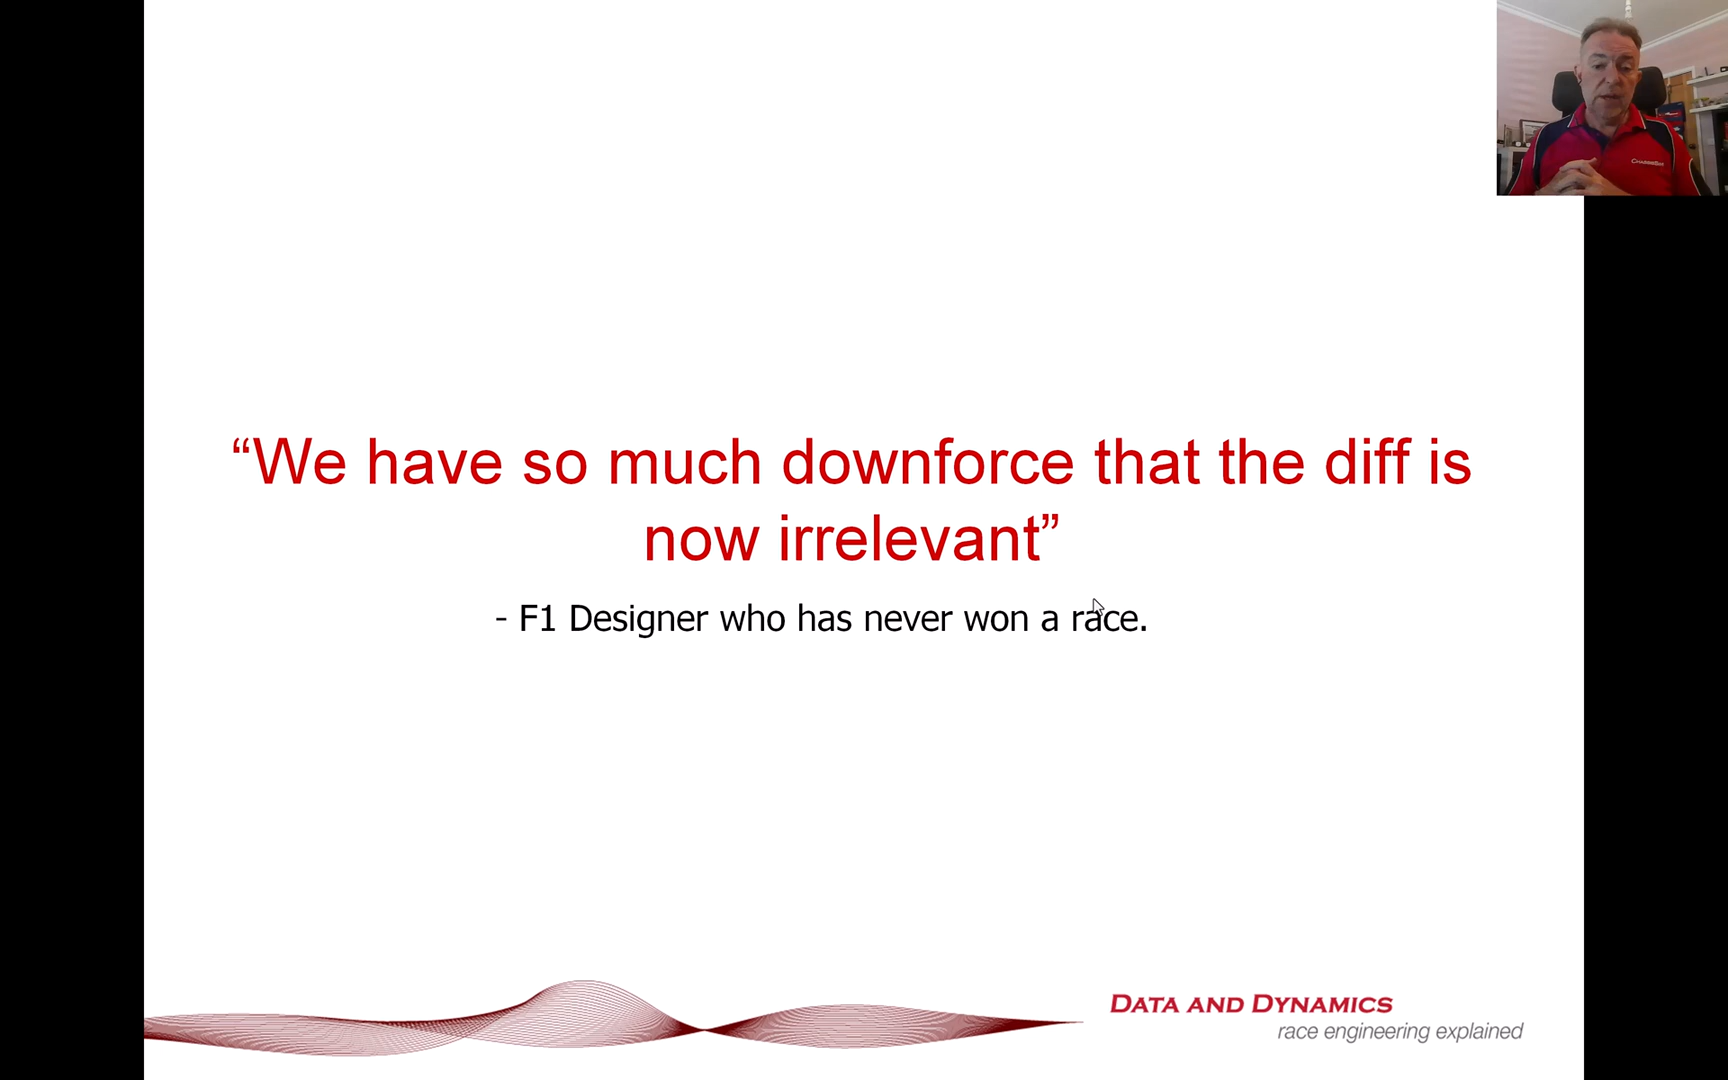 “We have so much downforce that the diff is
now irrelevant”
- F1 Designer who has never won a race.
DATA AND DYNAMICS
race engineering explained